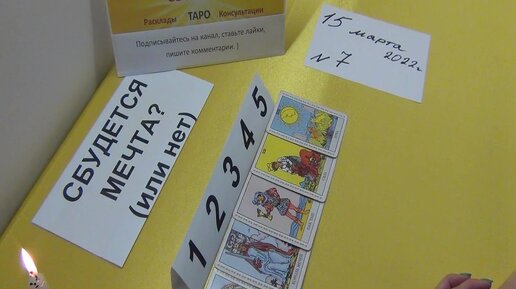 Расклады ТАРО Консультации
Подписывайтесь на канал, ставьте лайки,
пишите комментарии. )
15 марта
2022г
N 7
СБУДЕТСЯ
МЕЧТА?
(или нет)
1 2 3 4 5